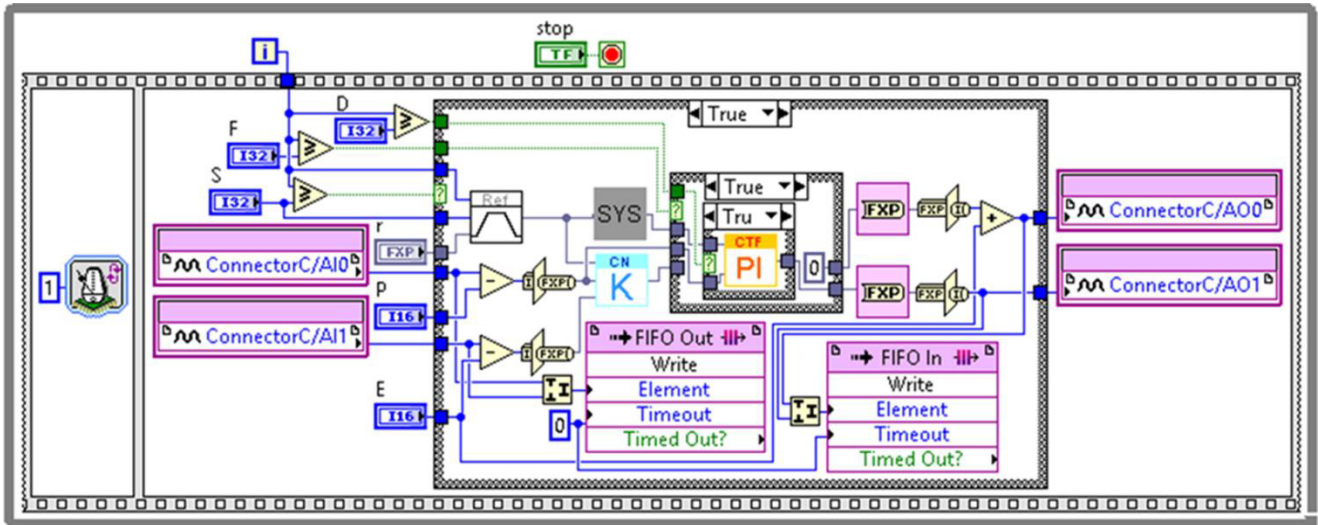 stop
TF
i
D
I32
F
I32
S
I32
True
True
Tru
Ref
SYS
CTF
PI
CN
K
r
FXP
ConnectorC/AI0
1
p
I16
ConnectorC/AI1
E
I16
I
FXP
I
FXP
0
FXP
FXP
I
FXP
FXP
I
ConnectorC/AO0
ConnectorC/AO1
FIFO Out
Write
Element
Timeout
Timed Out?
0
FIFO In
Write
Element
Timeout
Timed Out?